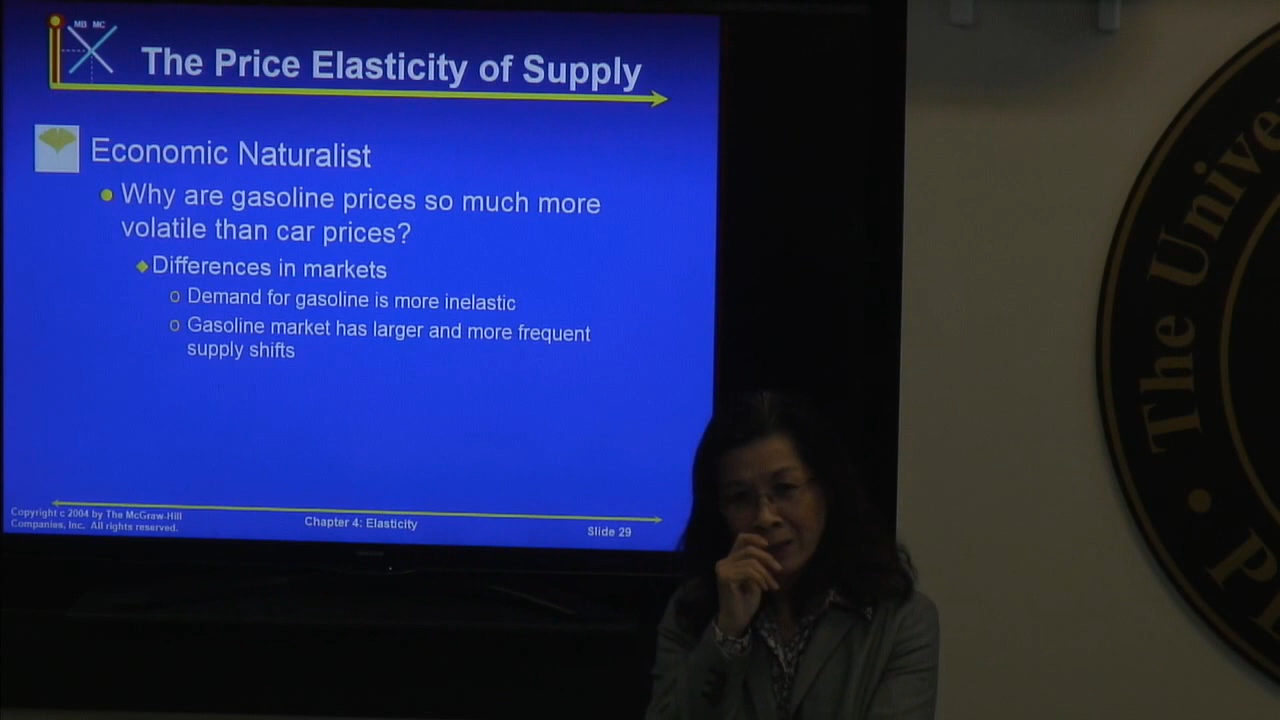 MB MC
The Price Elasticity of Supply
Economic Naturalist
Why are gasoline prices so much more
volatile than car prices?
Differences in markets
o Demand for gasoline is more inelastic
o Gasoline market has larger and more frequent
supply shifts
Copyright c 2004 by The McGraw-Hill
Companies, Inc. All rights reserved.
Chapter 4: Elasticity
Slide 29
The Unive